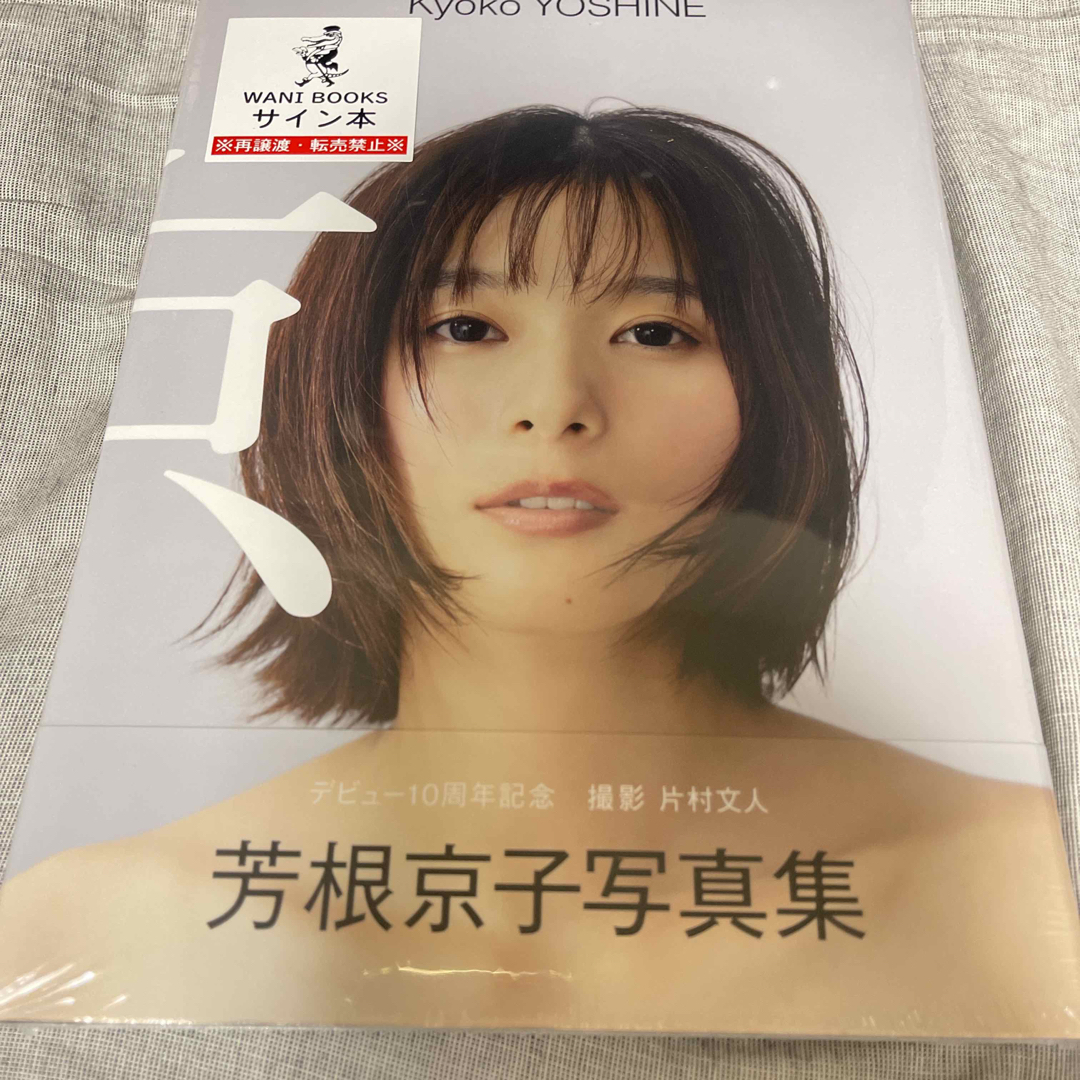 Kyoko YOSHINE
WANI BOOKS
サイン本
※再譲渡・転売禁止※
デビュー10周年記念　撮影 片村文人
芳根京子写真集